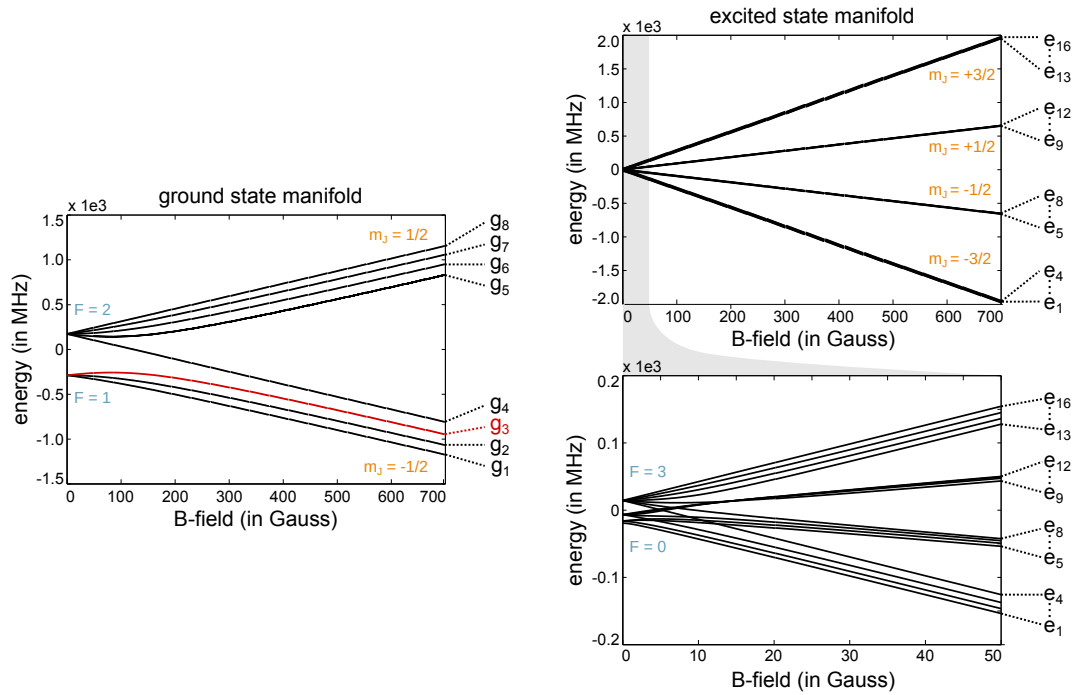 ground state manifold
x 1e3
energy (in MHz)
1.5
1.0
0.5
0
-0.5
-1.0
-1.5
F = 2
F = 1
m_J = 1/2
m_J = -1/2
g_8
g_7
g_6
g_5
g_4
g_3
g_2
g_1
0 100 200 300 400 500 600 700
B-field (in Gauss)
excited state manifold
x 1e3
energy (in MHz)
2.0
1.5
1.0
0.5
0
-0.5
-1.0
-1.5
-2.0
m_J = +3/2
m_J = +1/2
m_J = -1/2
m_J = -3/2
e_16
e_13
e_12
e_9
e_8
e_5
e_4
e_1
0 100 200 300 400 500 600 700
B-field (in Gauss)
x 1e3
energy (in MHz)
0.2
0.1
0
-0.1
-0.2
F = 3
F = 0
e_16
e_13
e_12
e_9
e_8
e_5
e_4
e_1
0 10 20 30 40 50
B-field (in Gauss)